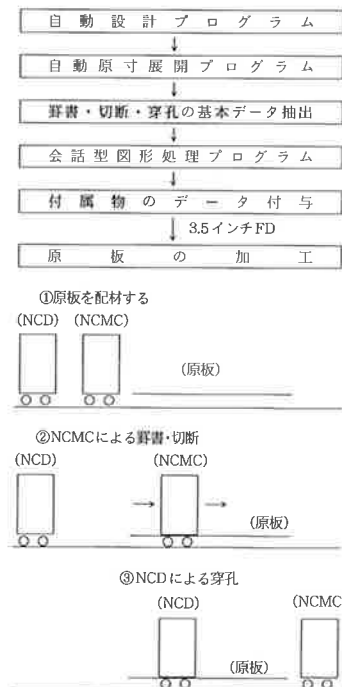 自動設計プログラム
自動原寸展開プログラム
罫書・切断・穿孔の基本データ抽出
会話型図形処理プログラム
付属物のデータ付与
3.5インチFD
原板の加工
①原板を配材する
(NCD) (NCMC)
(原板)
②NCMCによる罫書・切断
(NCD) (NCMC)
(原板)
③NCDによる穿孔
(NCD) (NCMC
(原板)